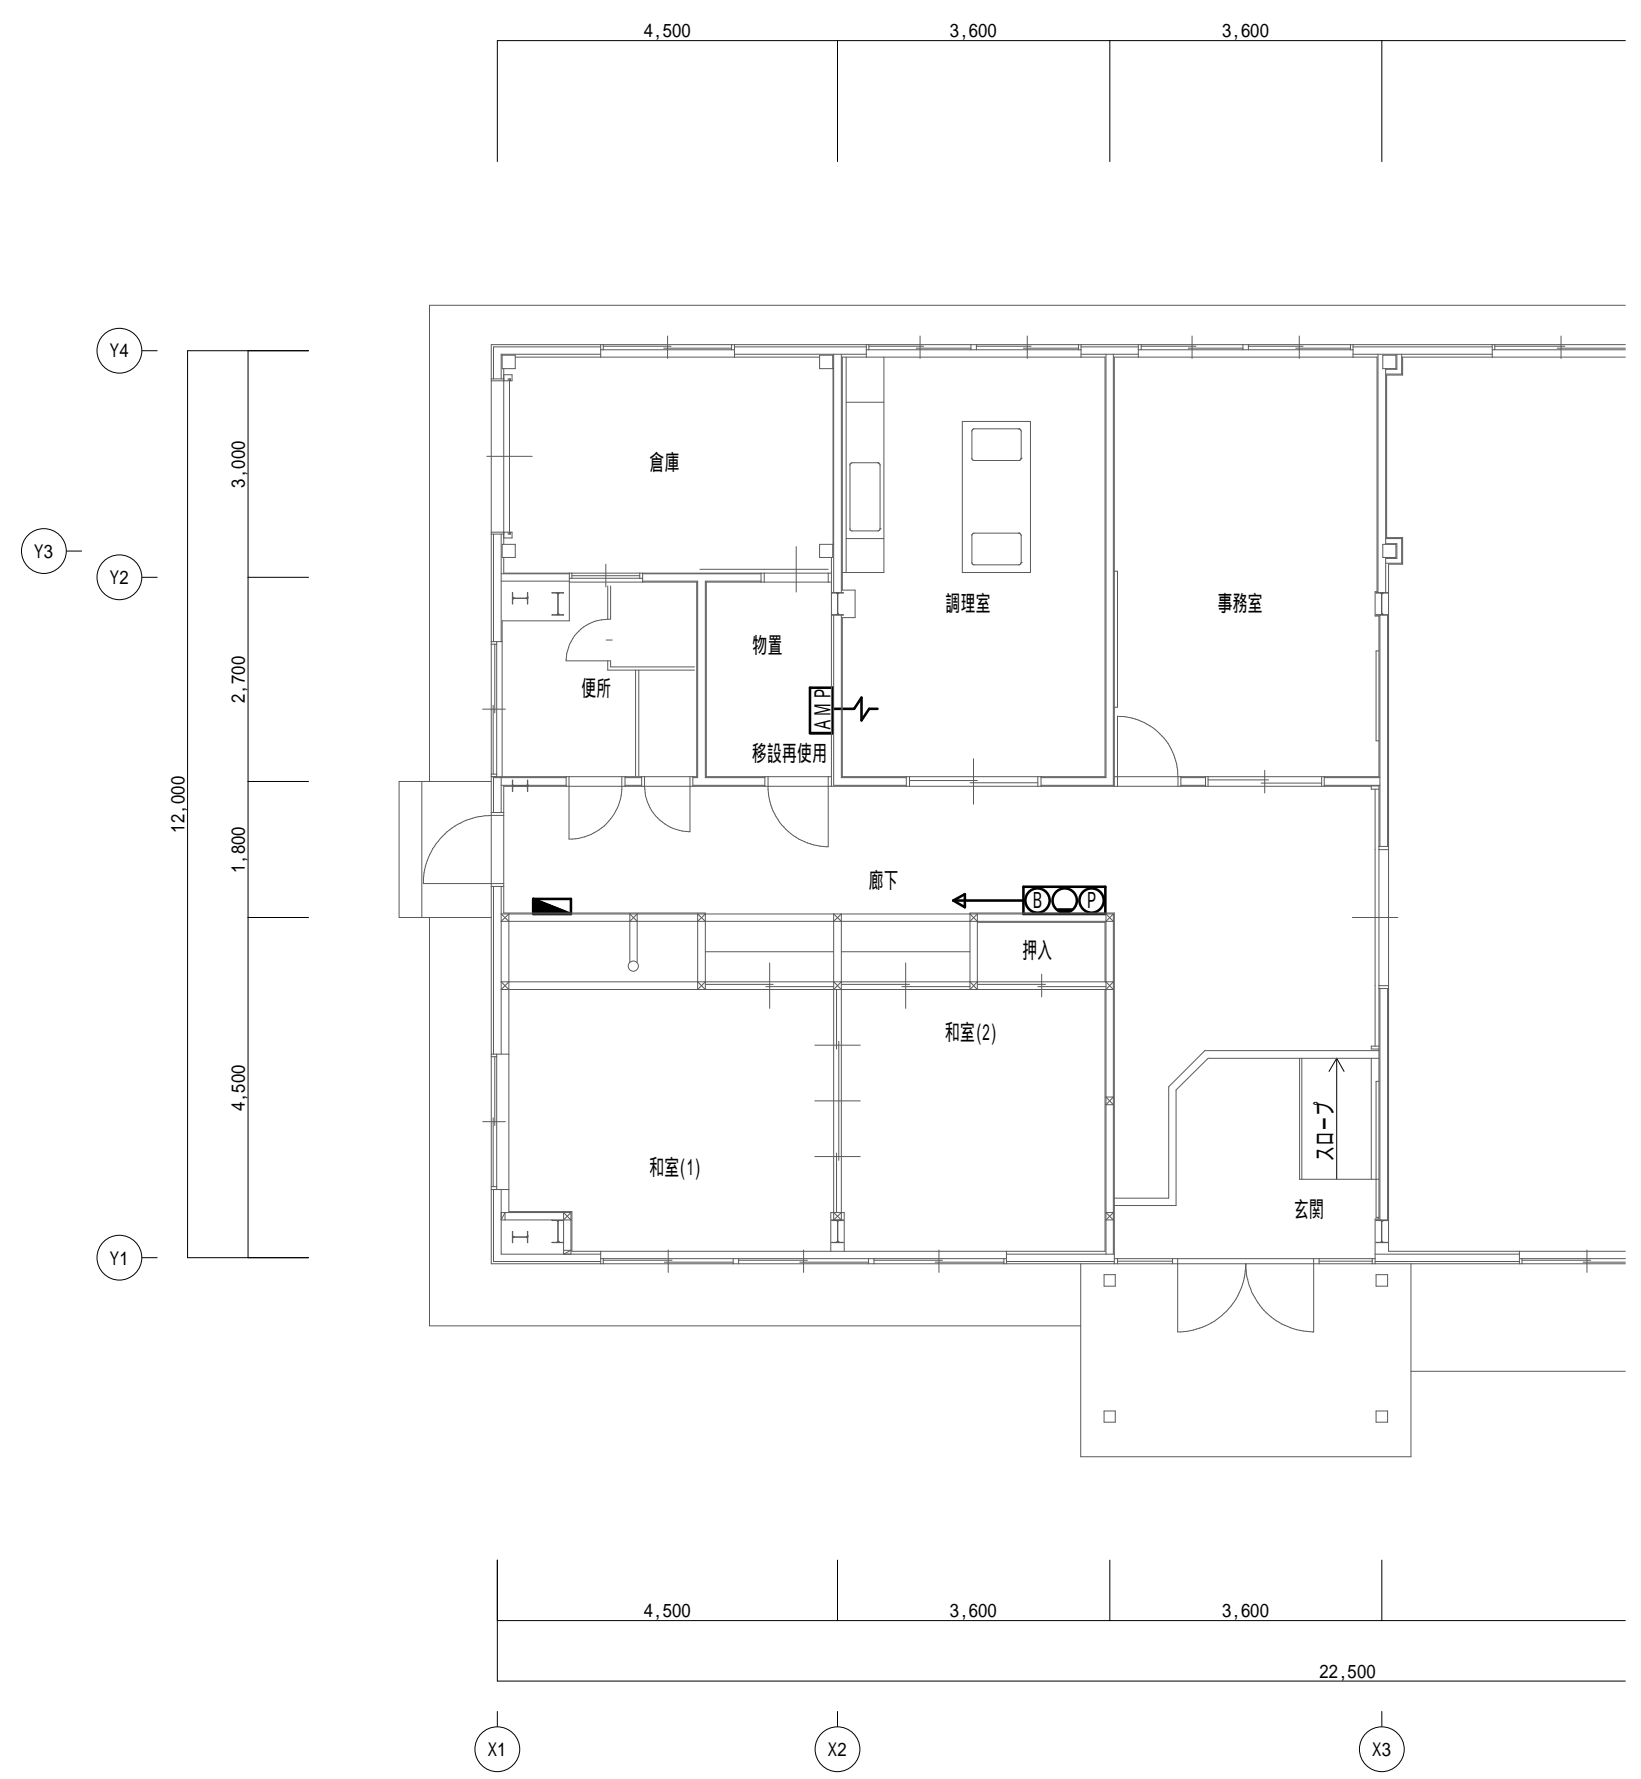 4,500 3,600 3,600
Y4
3,000
倉庫
Y3
Y2
調理室
事務室
物置
2,700
便所
AMP
移設再使用
12,000
1,800
廊下
B P
押入
和室(2)
4,500
スロープ
和室(1)
玄関
Y1
4,500 3,600 3,600
22,500
X1 X2 X3